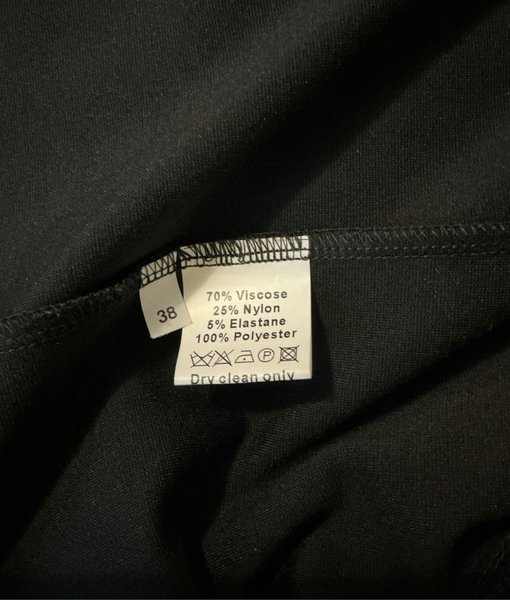 38
70% Viscose
25% Nylon
5% Elastane
100% Polyester
Dry clean only